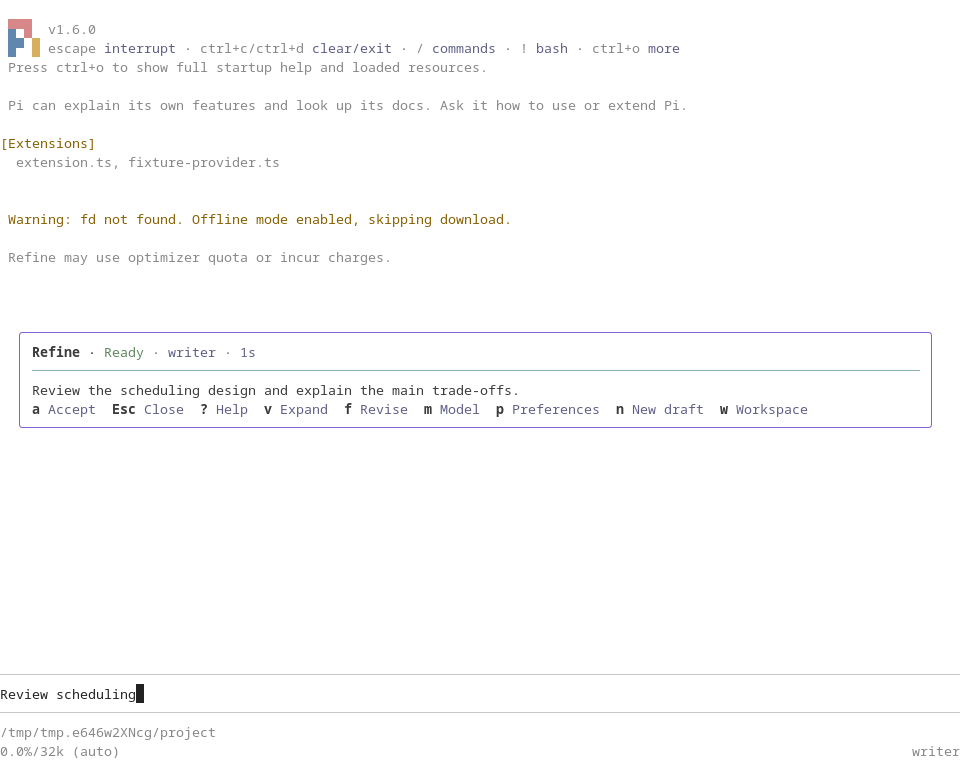 v1.6.0
escape interrupt · ctrl+c/ctrl+d clear/exit · / commands · ! bash · ctrl+o more
Press ctrl+o to show full startup help and loaded resources.
Pi can explain its own features and look up its docs. Ask it how to use or extend Pi.
[Extensions]
extension.ts, fixture-provider.ts
Warning: fd not found. Offline mode enabled, skipping download.
Refine may use optimizer quota or incur charges.
Refine · Ready · writer · 1s
Review the scheduling design and explain the main trade-offs.
a Accept  Esc Close  ? Help  v Expand  f Revise  m Model  p Preferences  n New draft  w Workspace
Review scheduling
/tmp/tmp.e646w2XNcg/project
0.0%/32k (auto) writer